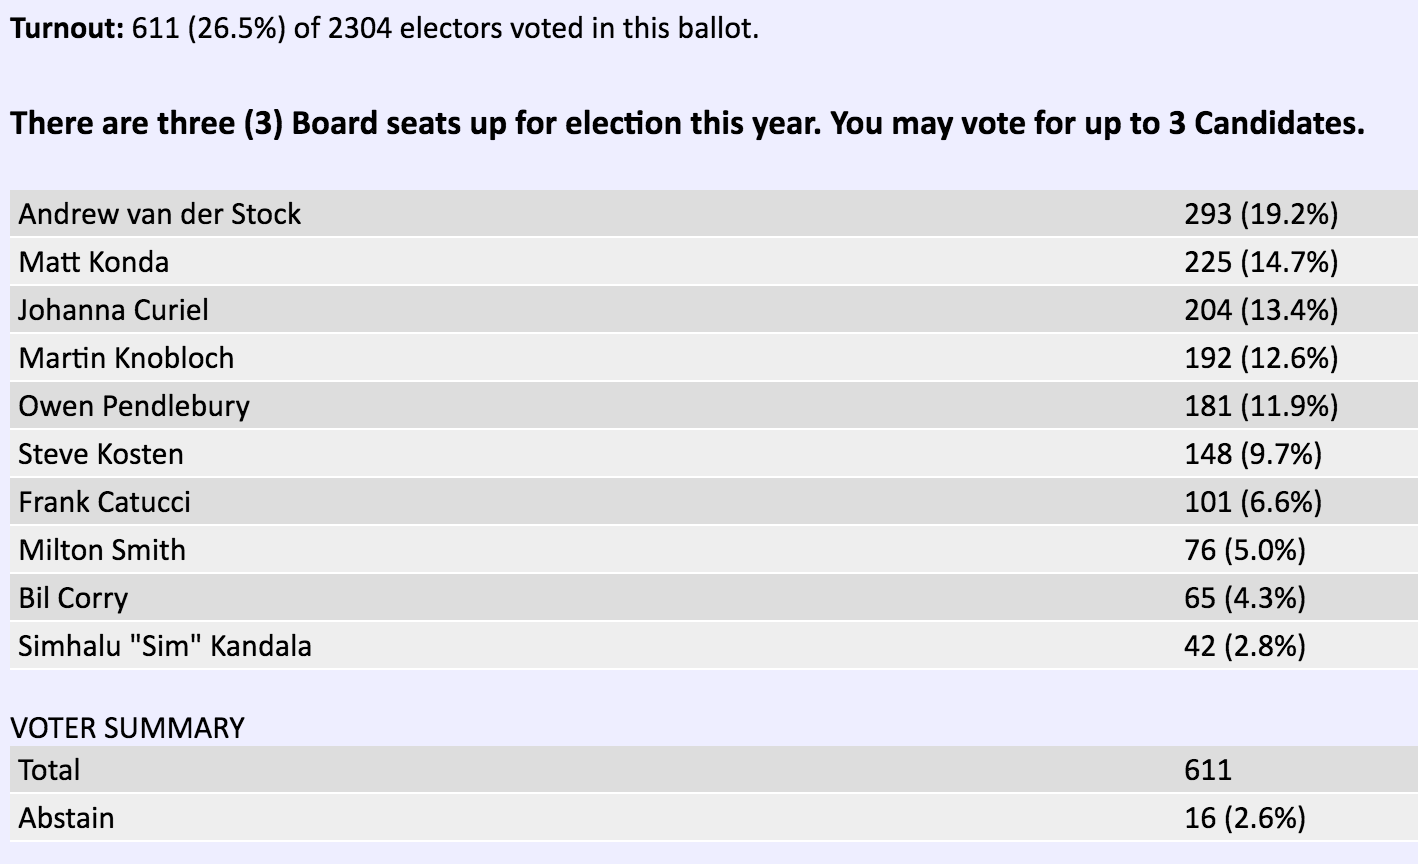 Turnout: 611 (26.5%) of 2304 electors voted in this ballot.
There are three (3) Board seats up for election this year. You may vote for up to 3 Candidates.
Andrew van der Stock 293 (19.2%)
Matt Konda 225 (14.7%)
Johanna Curiel 204 (13.4%)
Martin Knobloch 192 (12.6%)
Owen Pendlebury 181 (11.9%)
Steve Kosten 148 (9.7%)
Frank Catucci 101 (6.6%)
Milton Smith 76 (5.0%)
Bil Corry 65 (4.3%)
Simhalu "Sim" Kandala 42 (2.8%)
VOTER SUMMARY
Total 611
Abstain 16 (2.6%)